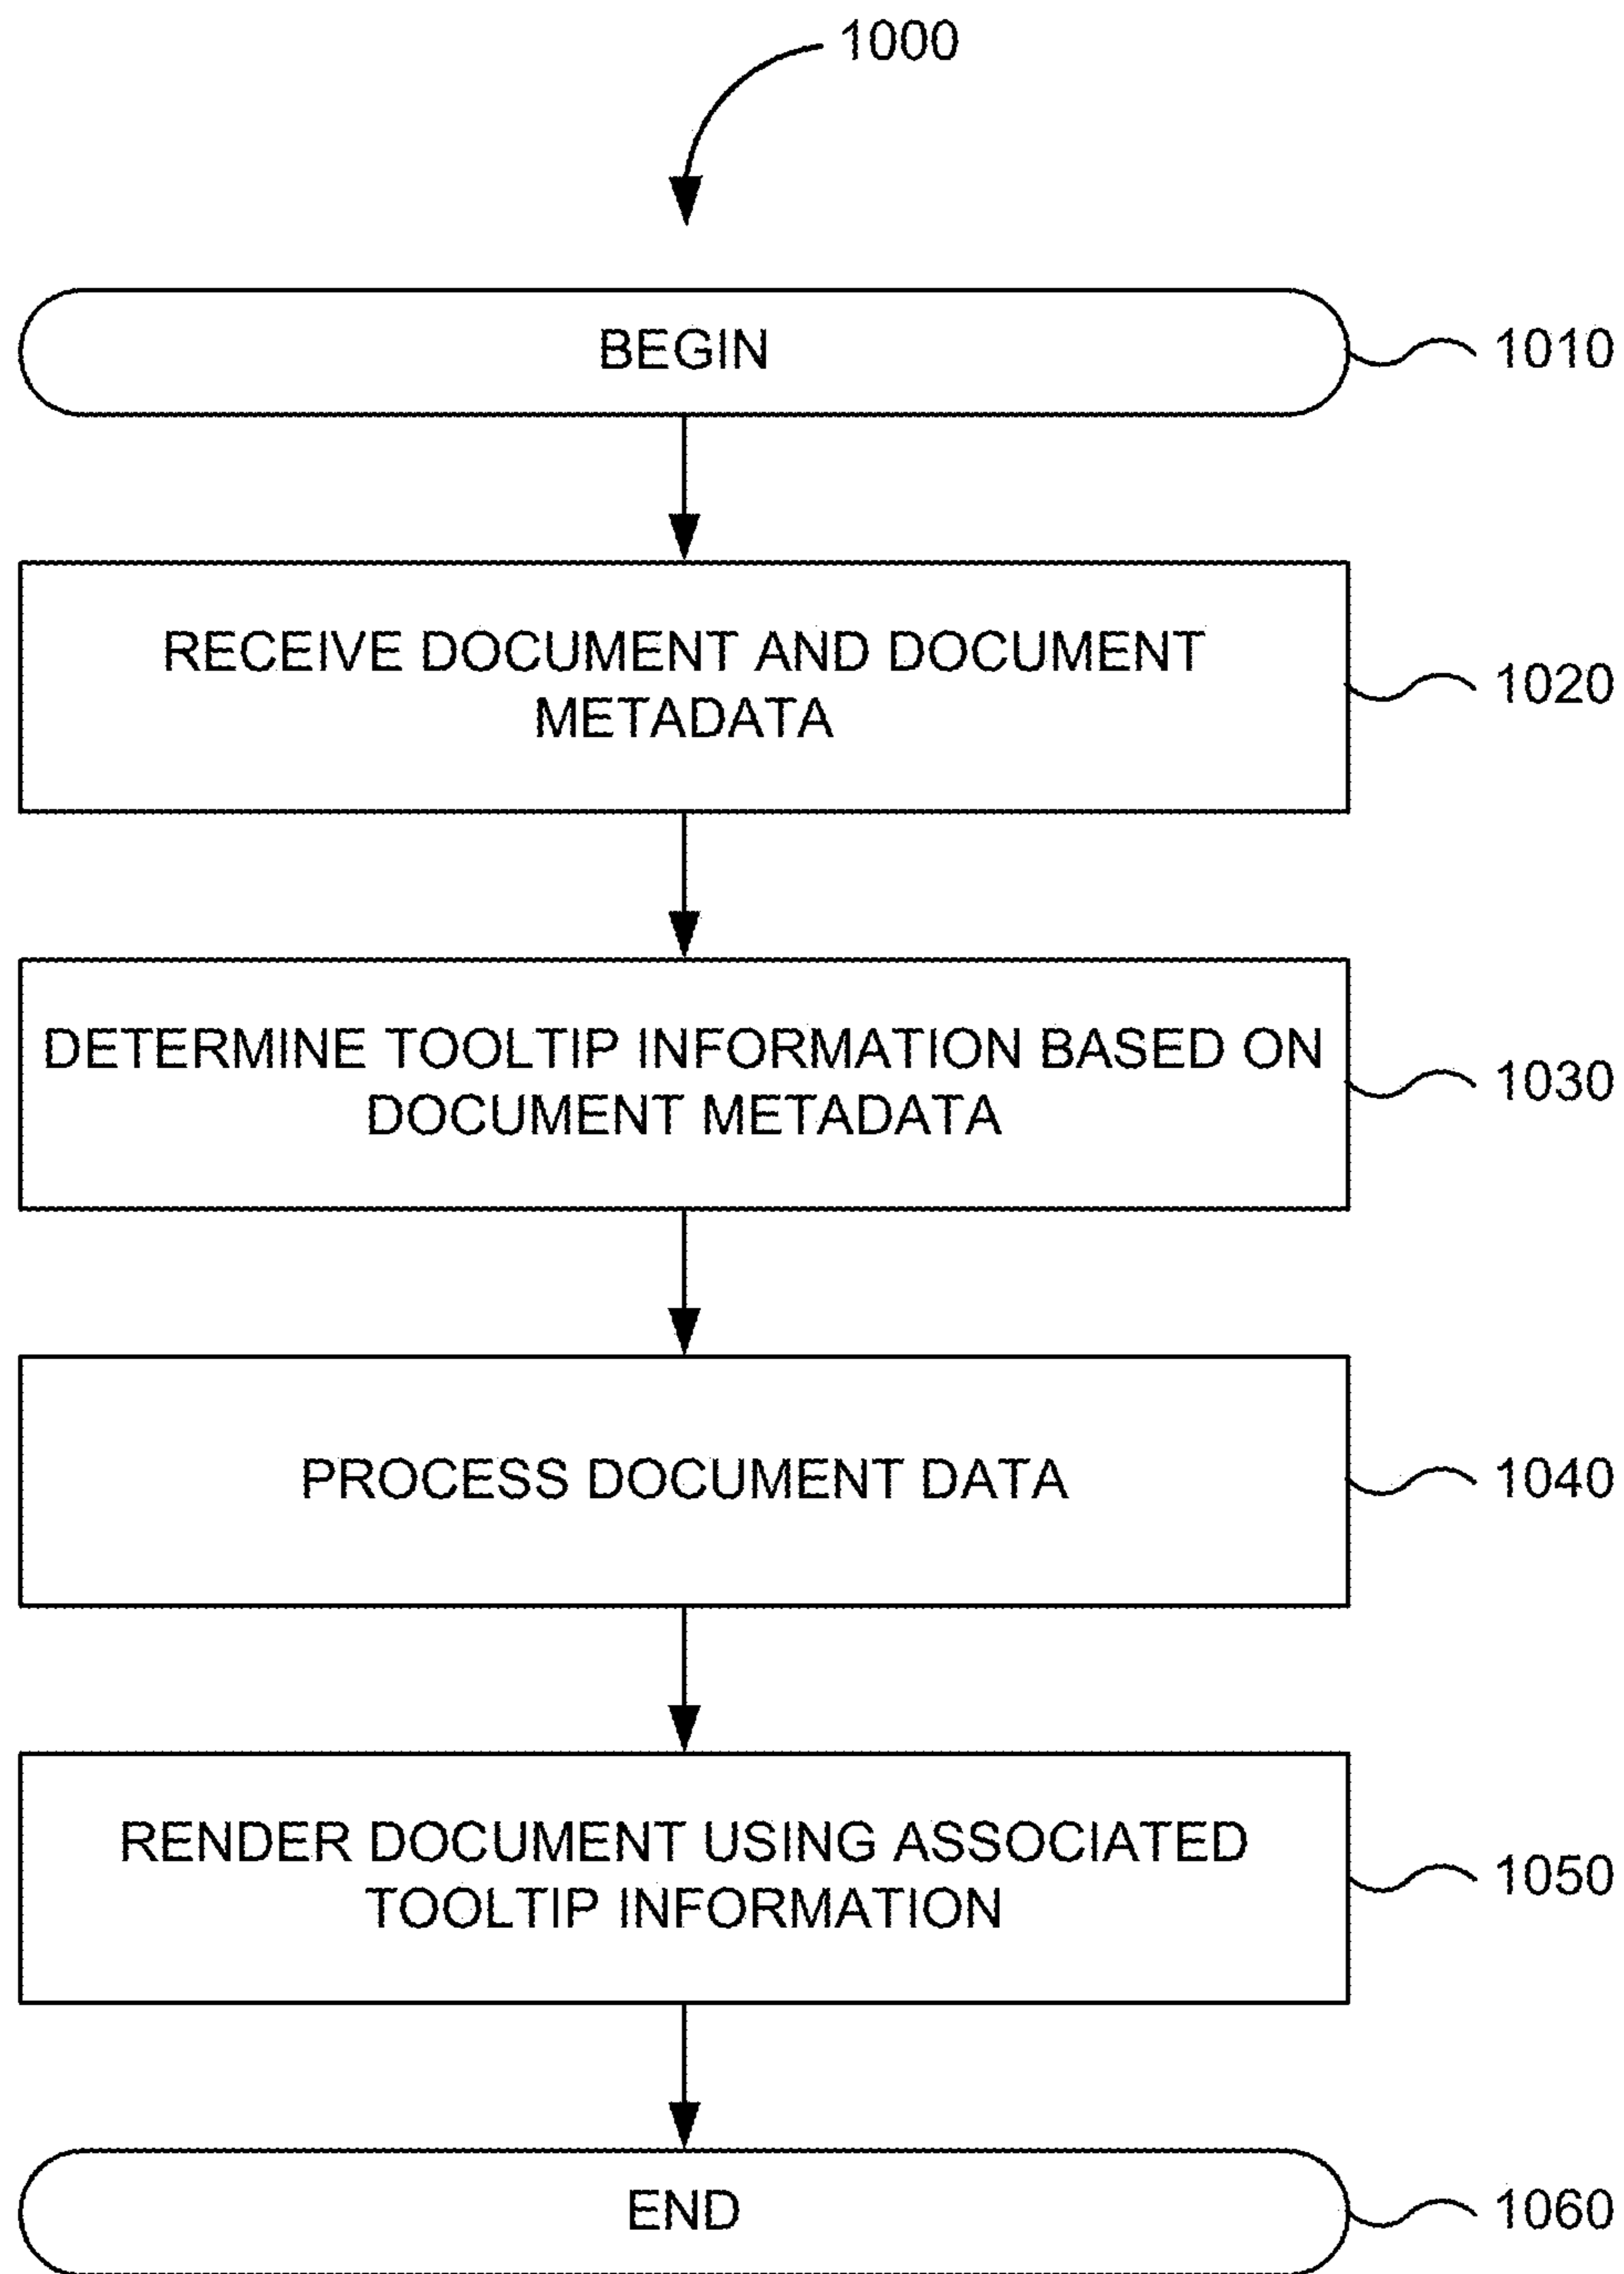 1000
BEGIN
1010
RECEIVE DOCUMENT AND DOCUMENT
METADATA
1020
DETERMINE TOOLTIP INFORMATION BASED ON
DOCUMENT METADATA
1030
PROCESS DOCUMENT DATA
1040
RENDER DOCUMENT USING ASSOCIATED
TOOLTIP INFORMATION
1050
END
1060